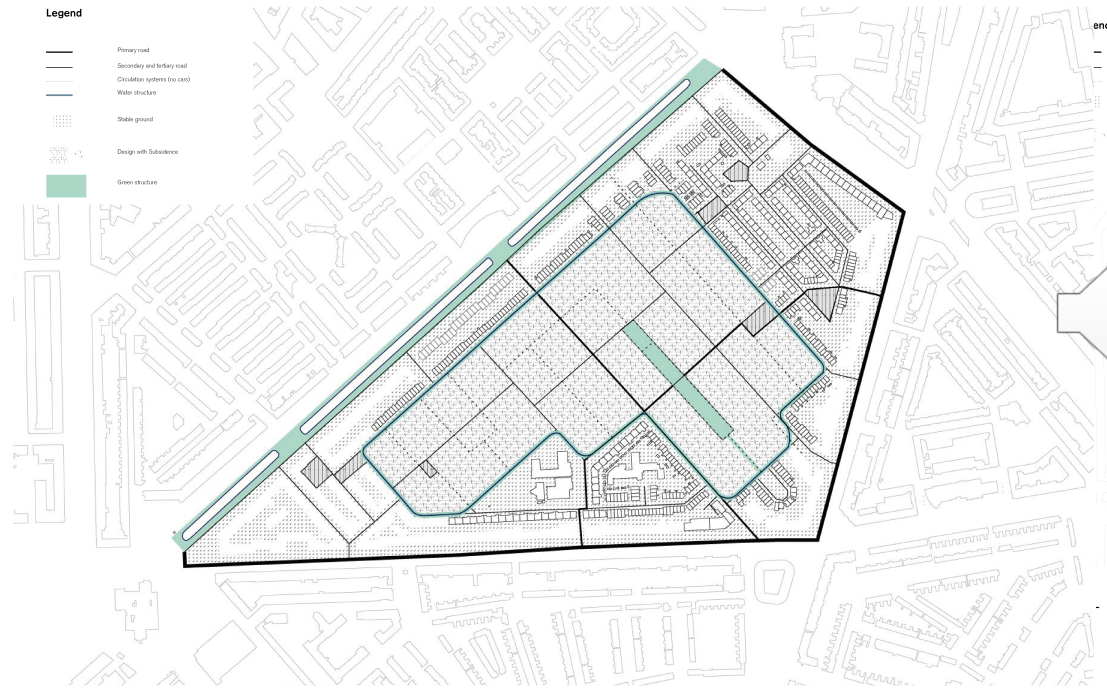 Legend
Primary road
Secondary and tertiary road
Circulation systems (no cars)
Water structure
Stable ground
Design with Subsidence
Green structure